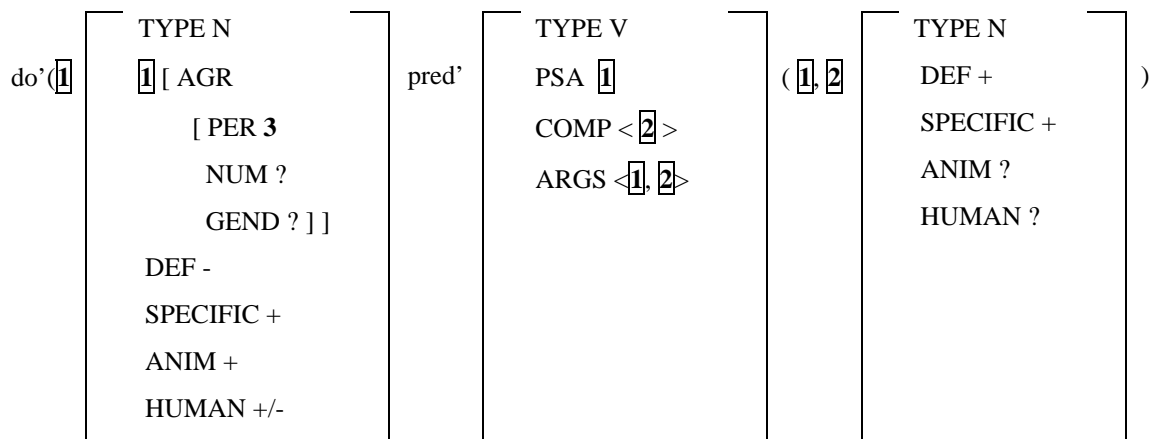 TYPE N TYPE V TYPE N
do’(1 1 [ AGR pred’ PSA 1 ( 1, 2 DEF + )
[ PER 3 COMP < 2 > SPECIFIC +
NUM ? ARGS <1, 2> ANIM ?
GEND ? ] ] HUMAN ?
DEF -
SPECIFIC +
ANIM +
HUMAN +/-